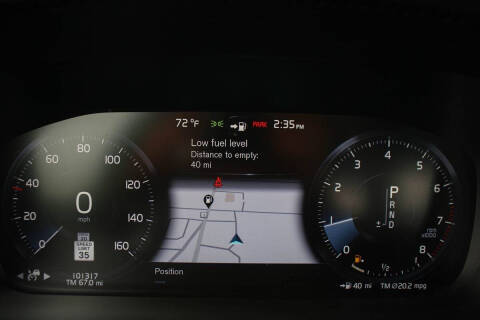 72 °F PARK 2:35PM
Low fuel level
Distance to empty:
40 mi
0 20 40 60 80 100 120 140 160
0
mph
SPEED
LIMIT
35
Position
0 1 2 3 4 5 6 7 8
P
R
N
D
±
rpm
x1000
1/2
101317
TM 67.0 mi
40 mi
TM 20.2 mpg